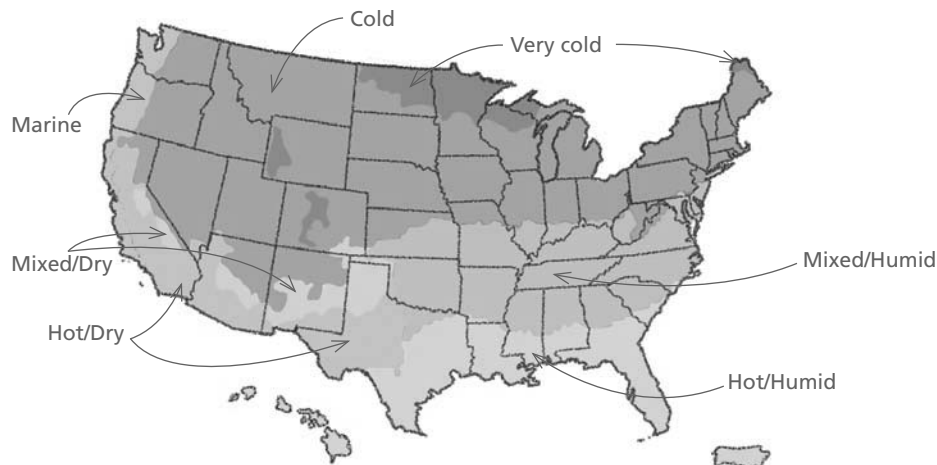 Cold
Very cold
Marine
Mixed/Dry
Mixed/Humid
Hot/Dry
Hot/Humid